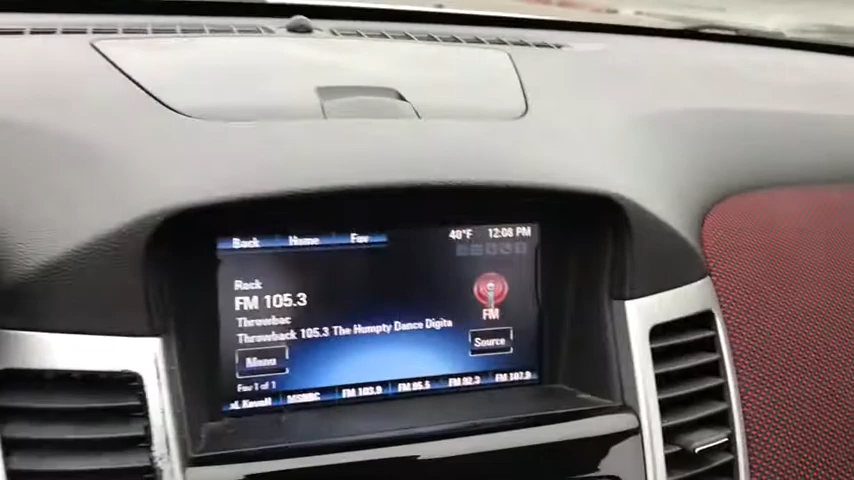 Back Home Fav 40°F 12:08 PM
Rock
FM 105.3
Throwbac
Throwback 105.3 The Humpty Dance Digita
FM
Menu Source
Fav 1 of 1
MSNBC FM 103.9 FM 95.5 FM 92.3 FM 107.9